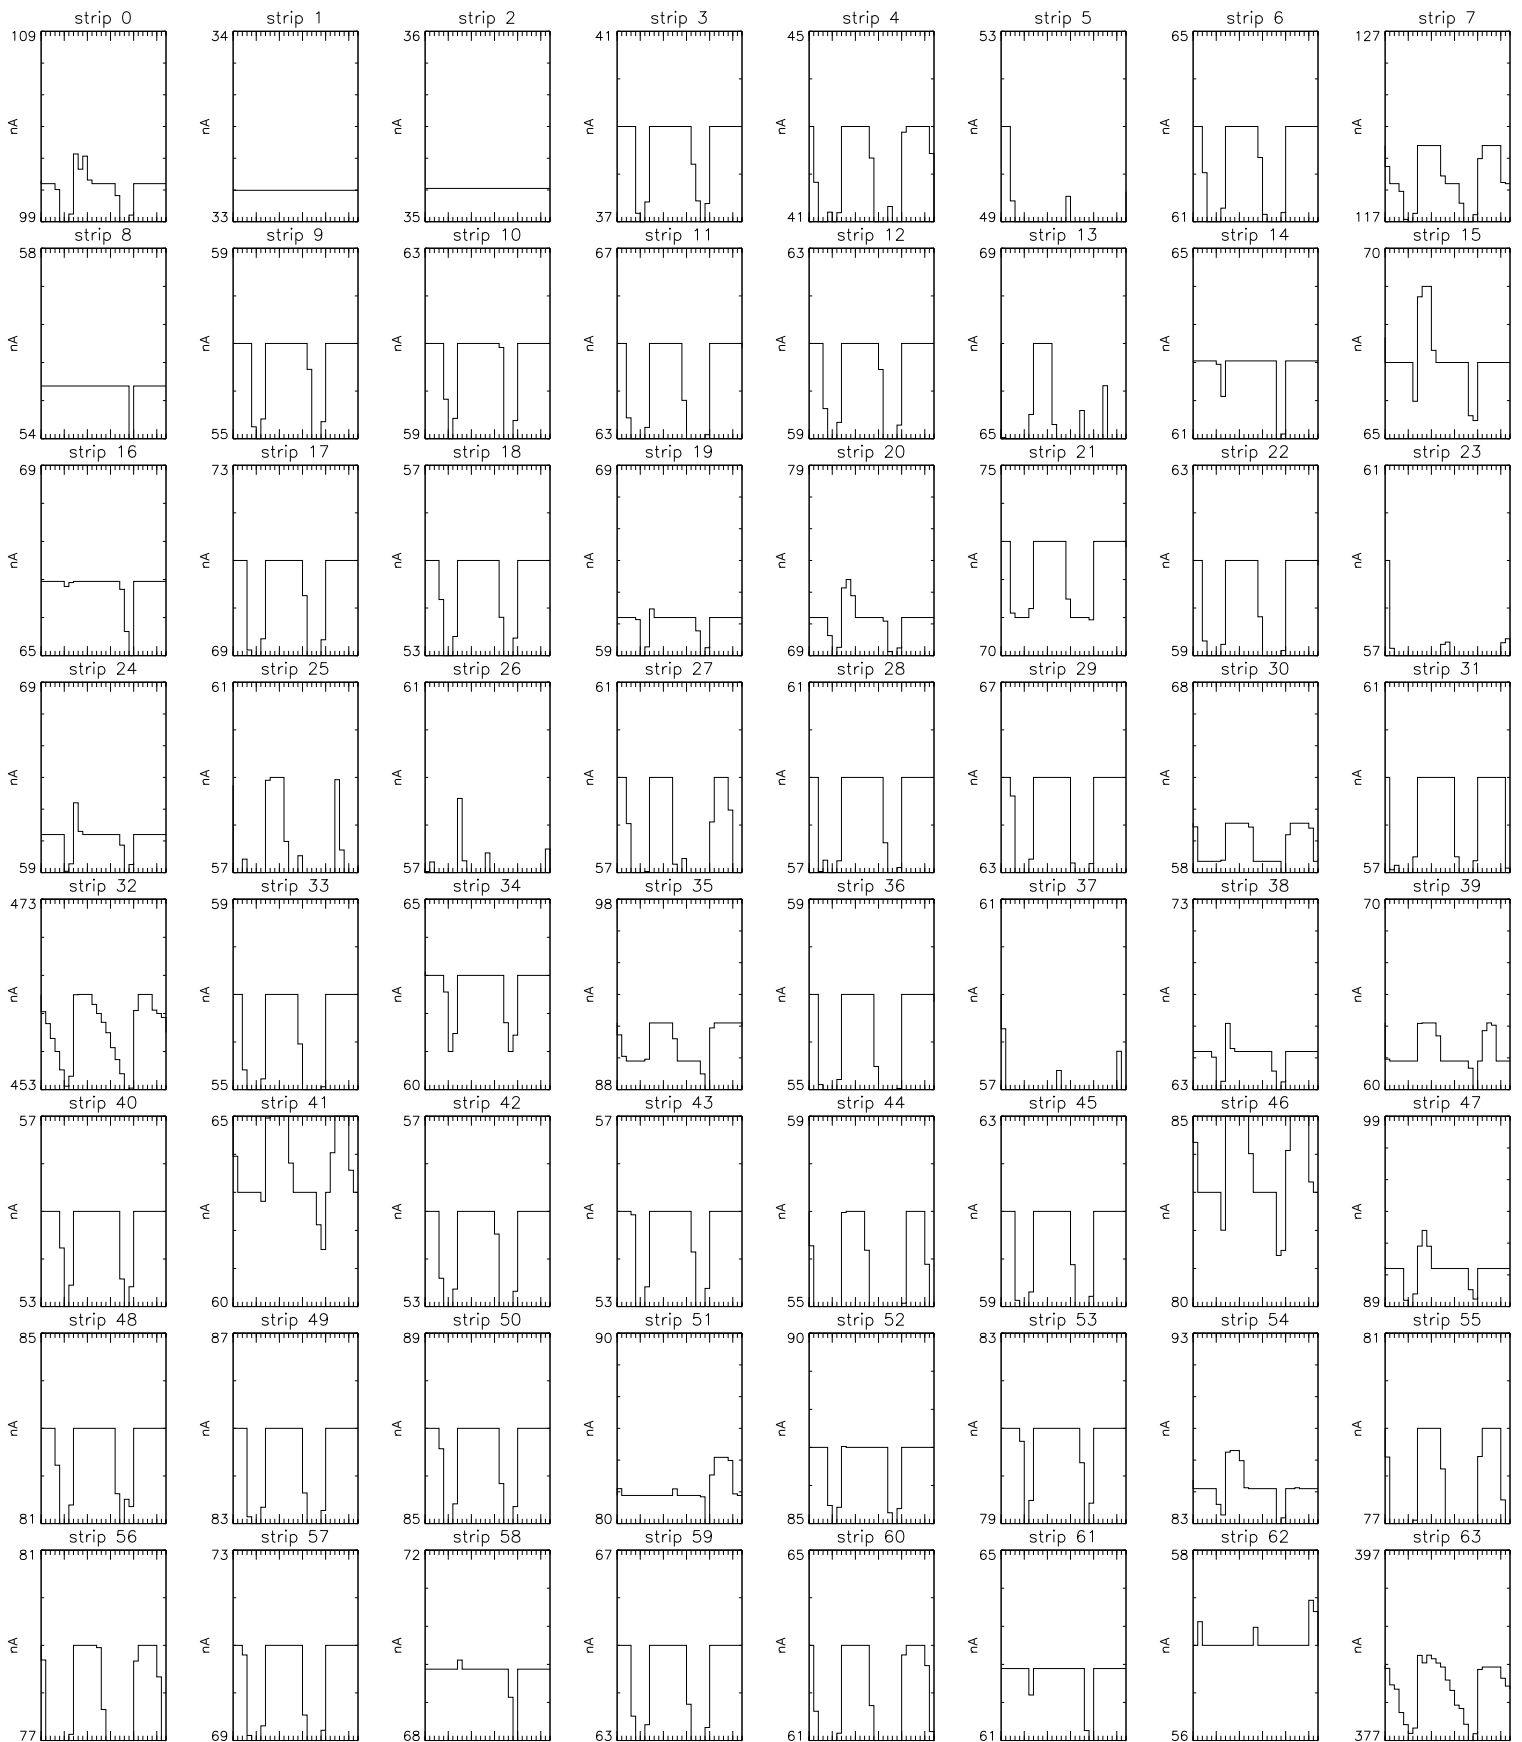 strip 0 strip 1 strip 2 strip 3 strip 4 strip 5 strip 6 strip 7
109 34 36 41 45 53 65 127
nA nA nA nA nA nA nA nA
99 33 35 37 41 49 61 117
strip 8 strip 9 strip 10 strip 11 strip 12 strip 13 strip 14 strip 15
58 59 63 67 63 69 65 70
nA nA nA nA nA nA nA nA
54 55 59 63 59 65 61 65
strip 16 strip 17 strip 18 strip 19 strip 20 strip 21 strip 22 strip 23
69 73 57 69 79 75 63 61
nA nA nA nA nA nA nA nA
65 69 53 59 69 70 59 57
strip 24 strip 25 strip 26 strip 27 strip 28 strip 29 strip 30 strip 31
69 61 61 61 61 67 68 61
nA nA nA nA nA nA nA nA
59 57 57 57 57 63 58 57
strip 32 strip 33 strip 34 strip 35 strip 36 strip 37 strip 38 strip 39
473 59 65 98 59 61 73 70
nA nA nA nA nA nA nA nA
453 55 60 88 55 57 63 60
strip 40 strip 41 strip 42 strip 43 strip 44 strip 45 strip 46 strip 47
57 65 57 57 59 63 85 99
nA nA nA nA nA nA nA nA
53 60 53 53 55 59 80 89
strip 48 strip 49 strip 50 strip 51 strip 52 strip 53 strip 54 strip 55
85 87 89 90 90 83 93 81
nA nA nA nA nA nA nA nA
81 83 85 80 85 79 83 77
strip 56 strip 57 strip 58 strip 59 strip 60 strip 61 strip 62 strip 63
81 73 72 67 65 65 58 397
nA nA nA nA nA nA nA nA
77 69 68 63 61 61 56 377